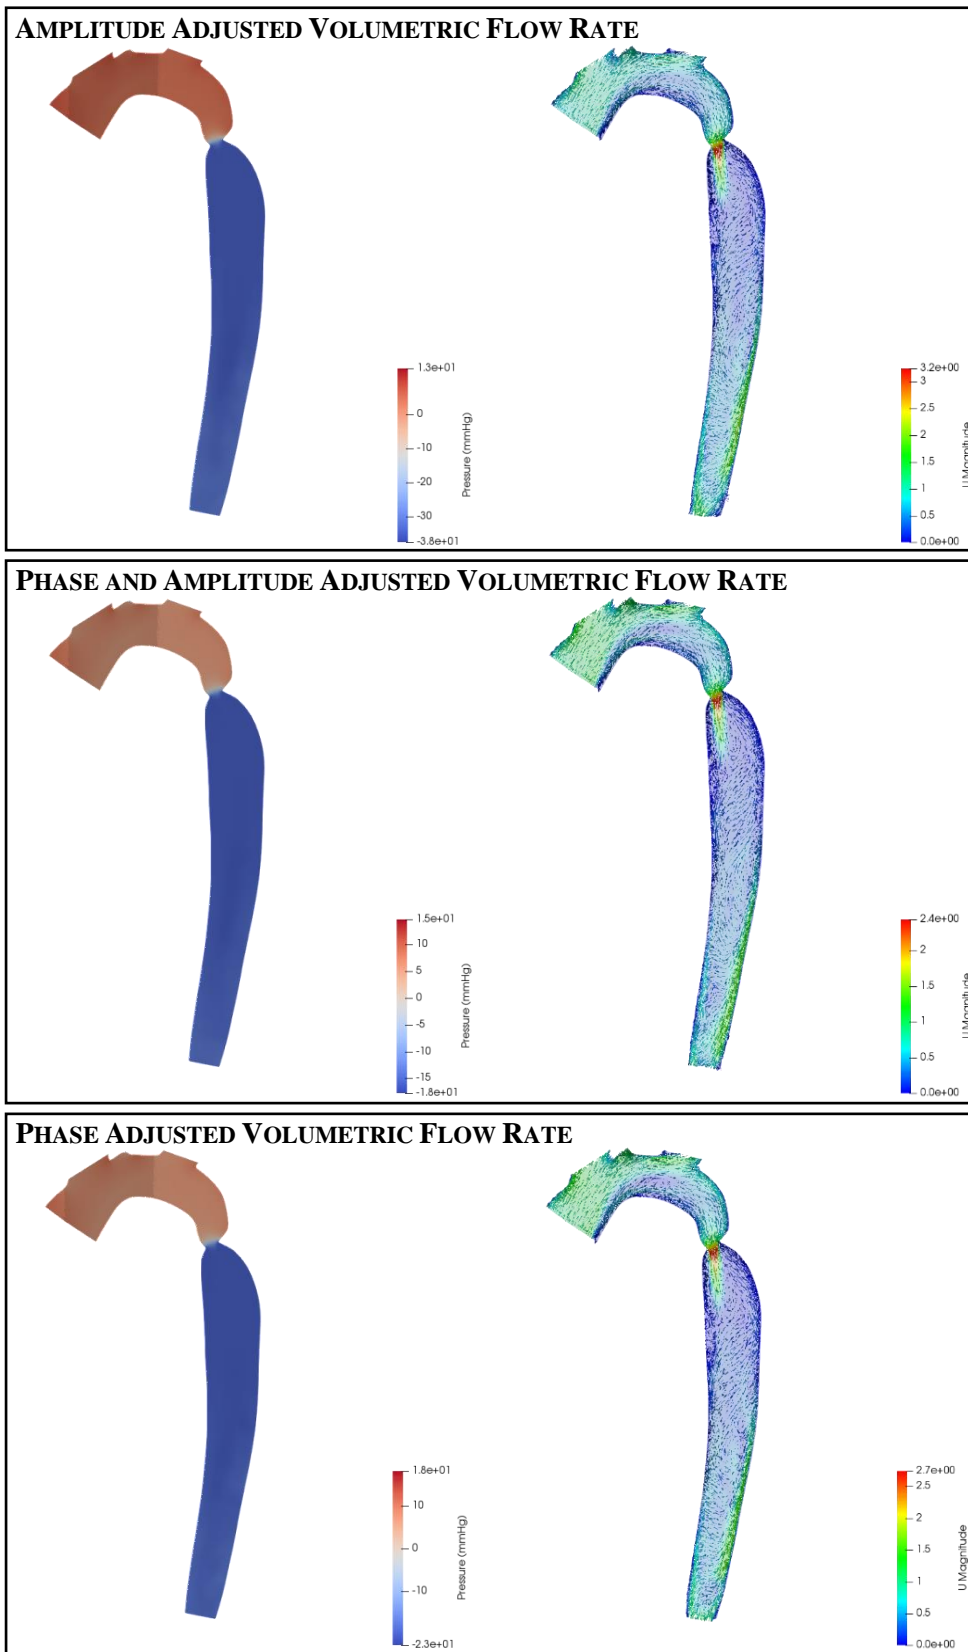 AMPLITUDE ADJUSTED VOLUMETRIC FLOW RATE
1.3e+01
0
-10
-20
-30
-3.8e+01
Pressure (mmHg)
3.2e+00
3
2.5
2
1.5
1
0.5
0.0e+00
U Magnitude
PHASE AND AMPLITUDE ADJUSTED VOLUMETRIC FLOW RATE
1.5e+01
10
5
0
-5
-10
-15
-1.8e+01
Pressure (mmHg)
2.4e+00
2
1.5
1
0.5
0.0e+00
U Magnitude
PHASE ADJUSTED VOLUMETRIC FLOW RATE
1.8e+01
10
0
-10
-2.3e+01
Pressure (mmHg)
2.7e+00
2.5
2
1.5
1
0.5
0.0e+00
U Magnitude